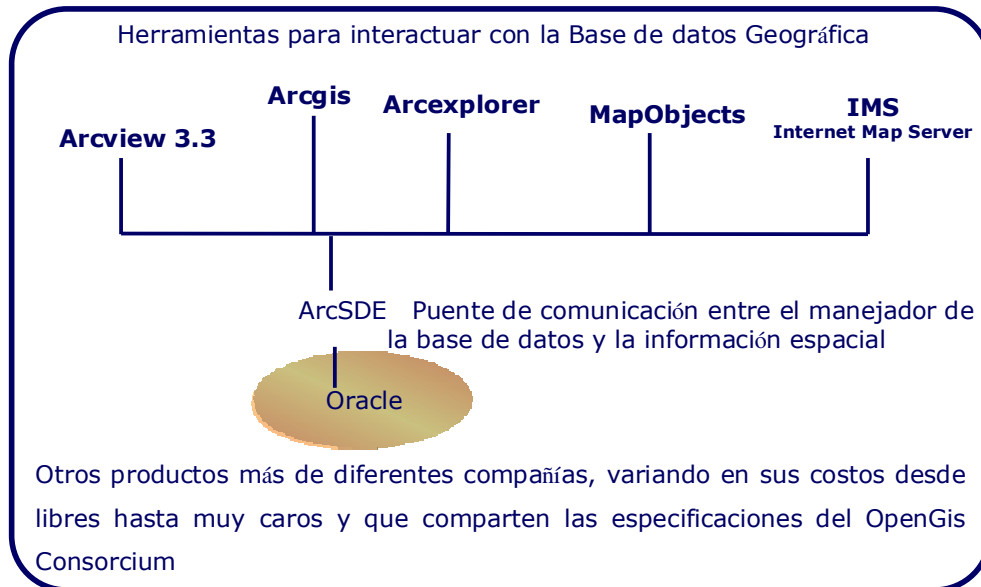 Herramientas para interactuar con la Base de datos Geográfica
Arcview 3.3
Arcgis
Arcexplorer
MapObjects
IMS
Internet Map Server
ArcSDE Puente de comunicación entre el manejador de
la base de datos y la información espacial
Oracle
Otros productos más de diferentes compañías, variando en sus costos desde
libres hasta muy caros y que comparten las especificaciones del OpenGis
Consorcium